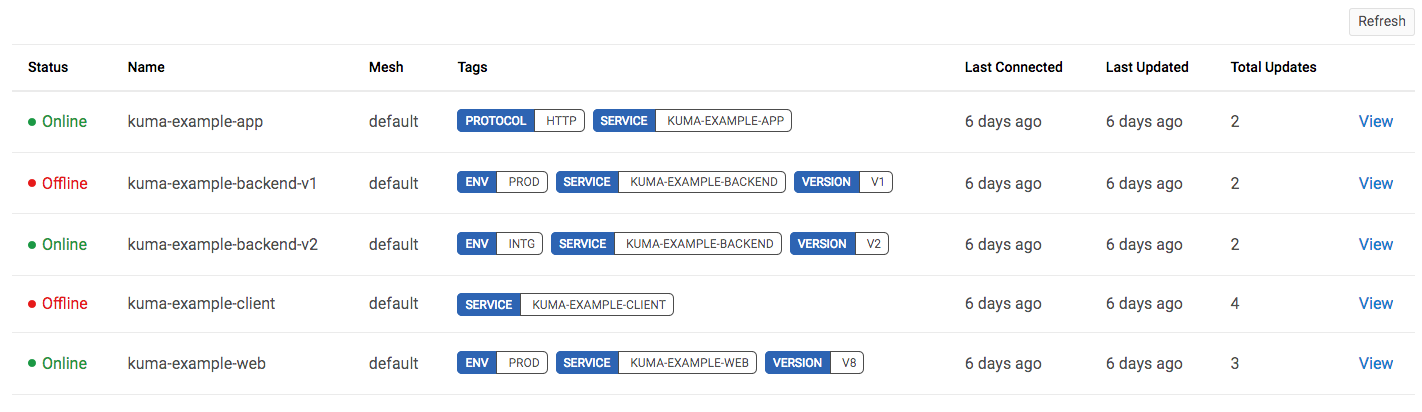 Refresh
Status Name Mesh Tags Last Connected Last Updated Total Updates
Online kuma-example-app default PROTOCOL HTTP SERVICE KUMA-EXAMPLE-APP 6 days ago 6 days ago 2 View
Offline kuma-example-backend-v1 default ENV PROD SERVICE KUMA-EXAMPLE-BACKEND VERSION V1 6 days ago 6 days ago 2 View
Online kuma-example-backend-v2 default ENV INTG SERVICE KUMA-EXAMPLE-BACKEND VERSION V2 6 days ago 6 days ago 2 View
Offline kuma-example-client default SERVICE KUMA-EXAMPLE-CLIENT 6 days ago 6 days ago 4 View
Online kuma-example-web default ENV PROD SERVICE KUMA-EXAMPLE-WEB VERSION V8 6 days ago 6 days ago 3 View